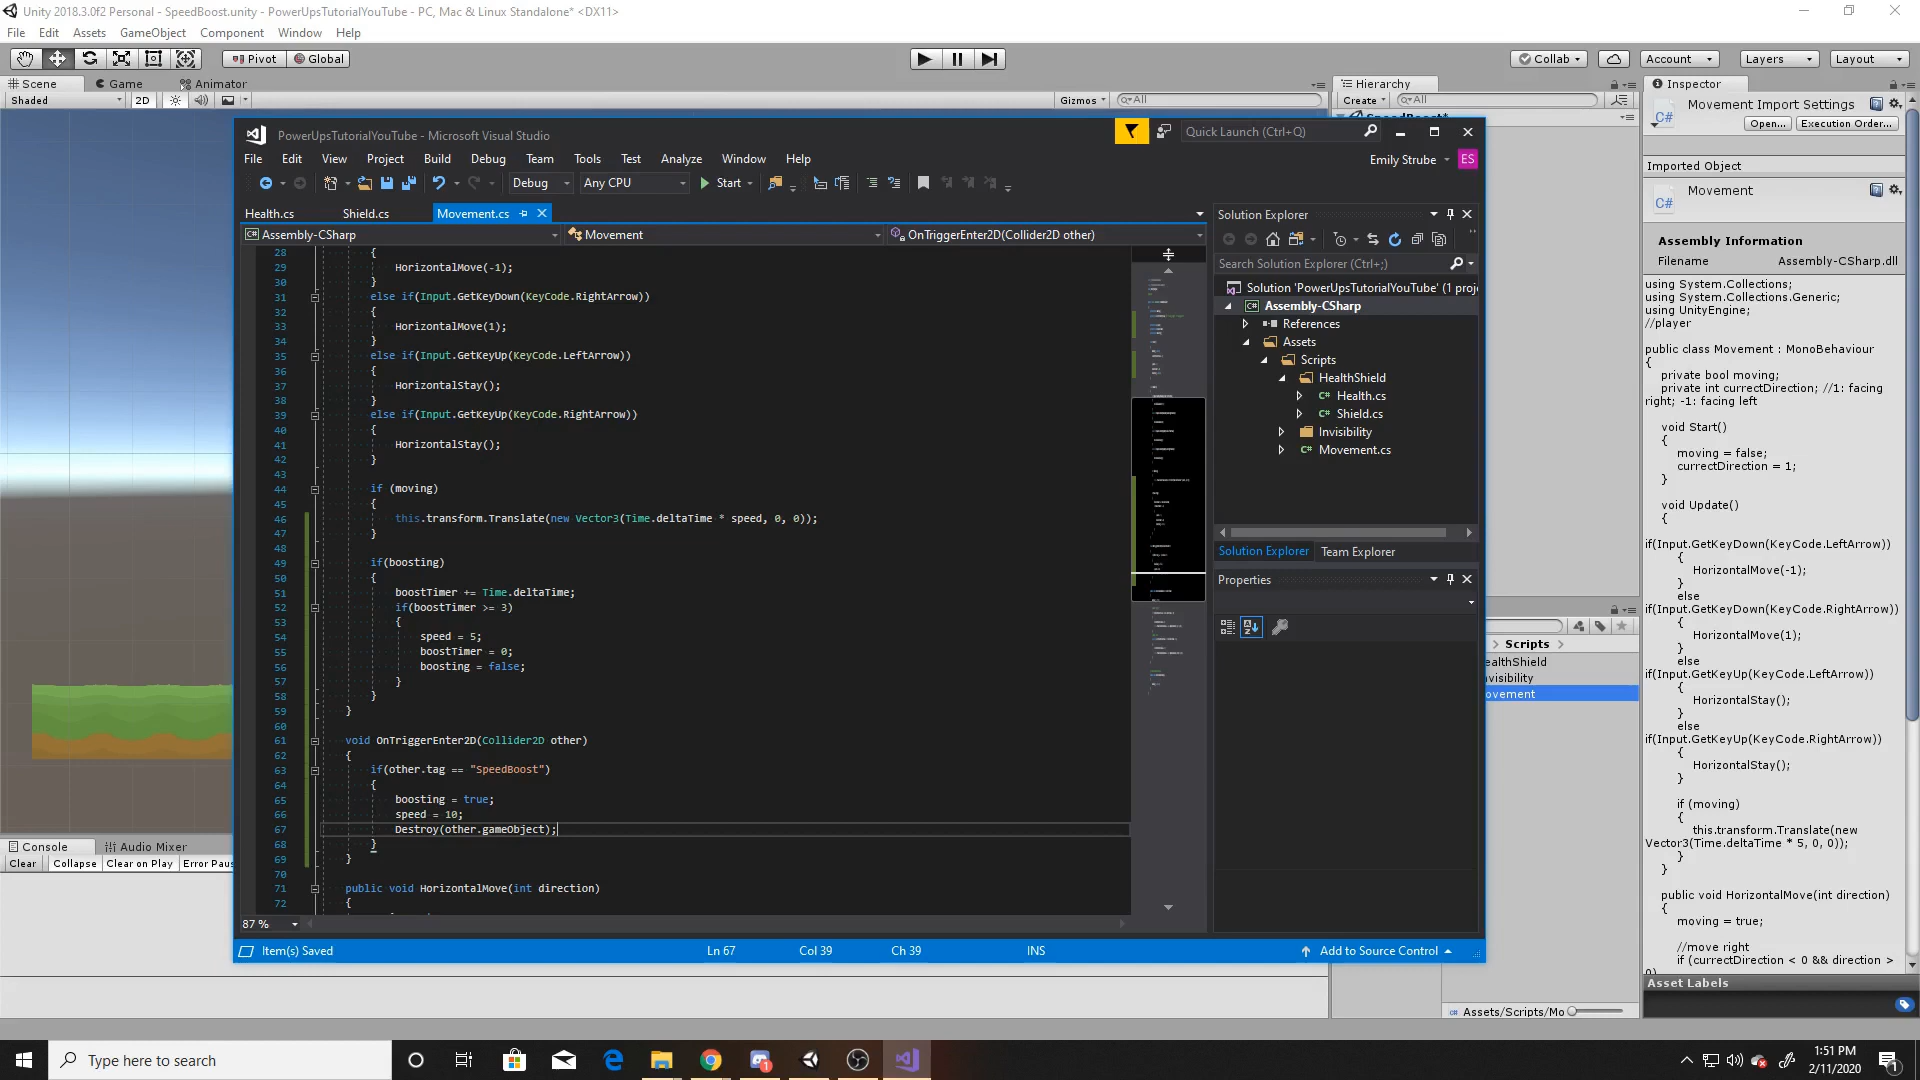 Unity 2018.3.0f2 Personal - SpeedBoost.unity - PowerUpsTutorialYouTube - PC, Mac & Linux Standalone* <DX11>
File Edit Assets GameObject Component Window Help
Pivot Global Collab Account Layers Layout
Scene Game Animator Hierarchy Inspector
Shaded 2D Gizmos All Create All
Movement Import Settings
C# Open... Execution Order...
PowerUpsTutorialYouTube - Microsoft Visual Studio Quick Launch (Ctrl+Q)
File Edit View Project Build Debug Team Tools Test Analyze Window Help Emily Strube ES
Debug Any CPU Start
Health.cs Shield.cs Movement.cs
Assembly-CSharp Movement OnTriggerEnter2D(Collider2D other)
28 {
29 HorizontalMove(-1);
30 }
31 else if(Input.GetKeyDown(KeyCode.RightArrow))
32 {
33 HorizontalMove(1);
34 }
35 else if(Input.GetKeyUp(KeyCode.LeftArrow))
36 {
37 HorizontalStay();
38 }
39 else if(Input.GetKeyUp(KeyCode.RightArrow))
40 {
41 HorizontalStay();
42 }
43
44 if (moving)
45 {
46 this.transform.Translate(new Vector3(Time.deltaTime * speed, 0, 0));
47 }
48
49 if(boosting)
50 {
51 boostTimer += Time.deltaTime;
52 if(boostTimer >= 3)
53 {
54 speed = 5;
55 boostTimer = 0;
56 boosting = false;
57 }
58 }
59 }
60
61 void OnTriggerEnter2D(Collider2D other)
62 {
63 if(other.tag == "SpeedBoost")
64 {
65 boosting = true;
66 speed = 10;
67 Destroy(other.gameObject);
68 }
69 }
70
71 public void HorizontalMove(int direction)
72 {
87 %
Item(s) Saved Ln 67 Col 39 Ch 39 INS Add to Source Control
Solution Explorer
Search Solution Explorer (Ctrl+;)
Solution 'PowerUpsTutorialYouTube' (1 proj
C# Assembly-CSharp
References
Assets
Scripts
HealthShield
C# Health.cs
C# Shield.cs
Invisibility
C# Movement.cs
Solution Explorer Team Explorer
Properties
Scripts
ealthShield
nvisibility
ovement
Assets/Scripts/Mo
Imported Object
C# Movement
Assembly Information
Filename Assembly-CSharp.dll
using System.Collections;
using System.Collections.Generic;
using UnityEngine;
//player
public class Movement : MonoBehaviour
{
private bool moving;
private int currectDirection; //1: facing
right; -1: facing left
void Start()
{
moving = false;
currectDirection = 1;
}
void Update()
{
if(Input.GetKeyDown(KeyCode.LeftArrow))
{
HorizontalMove(-1);
}
else
if(Input.GetKeyDown(KeyCode.RightArrow))
{
HorizontalMove(1);
}
else
if(Input.GetKeyUp(KeyCode.LeftArrow))
{
HorizontalStay();
}
else
if(Input.GetKeyUp(KeyCode.RightArrow))
{
HorizontalStay();
}
if (moving)
{
this.transform.Translate(new
Vector3(Time.deltaTime * 5, 0, 0));
}
}
public void HorizontalMove(int direction)
{
moving = true;
//move right
if (currectDirection < 0 && direction >
Asset Labels
Console Audio Mixer
Clear Collapse Clear on Play Error Paus
Type here to search
1:51 PM
2/11/2020